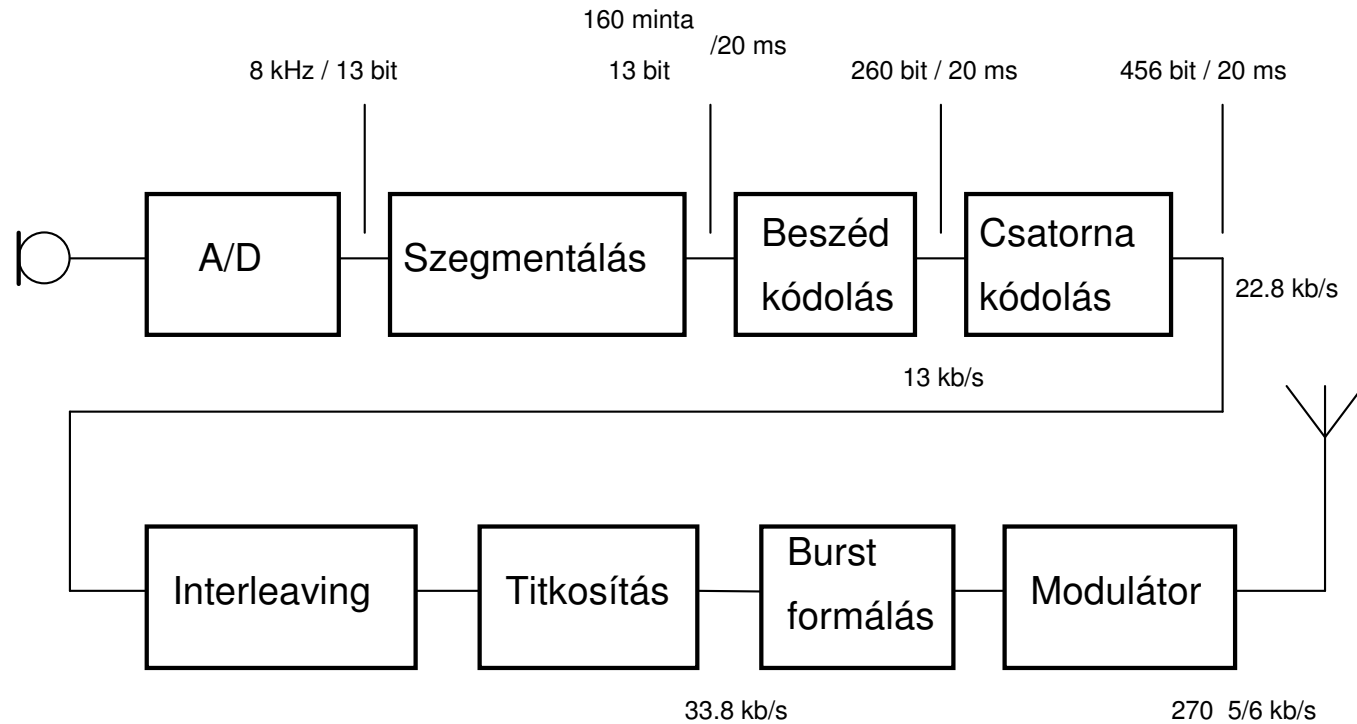 160 minta
/20 ms
8 kHz / 13 bit
13 bit
260 bit / 20 ms
456 bit / 20 ms
A/D
Szegmentálás
Beszéd
kódolás
Csatorna
kódolás
22.8 kb/s
13 kb/s
Interleaving
Titkosítás
Burst
formálás
Modulátor
33.8 kb/s
270 5/6 kb/s